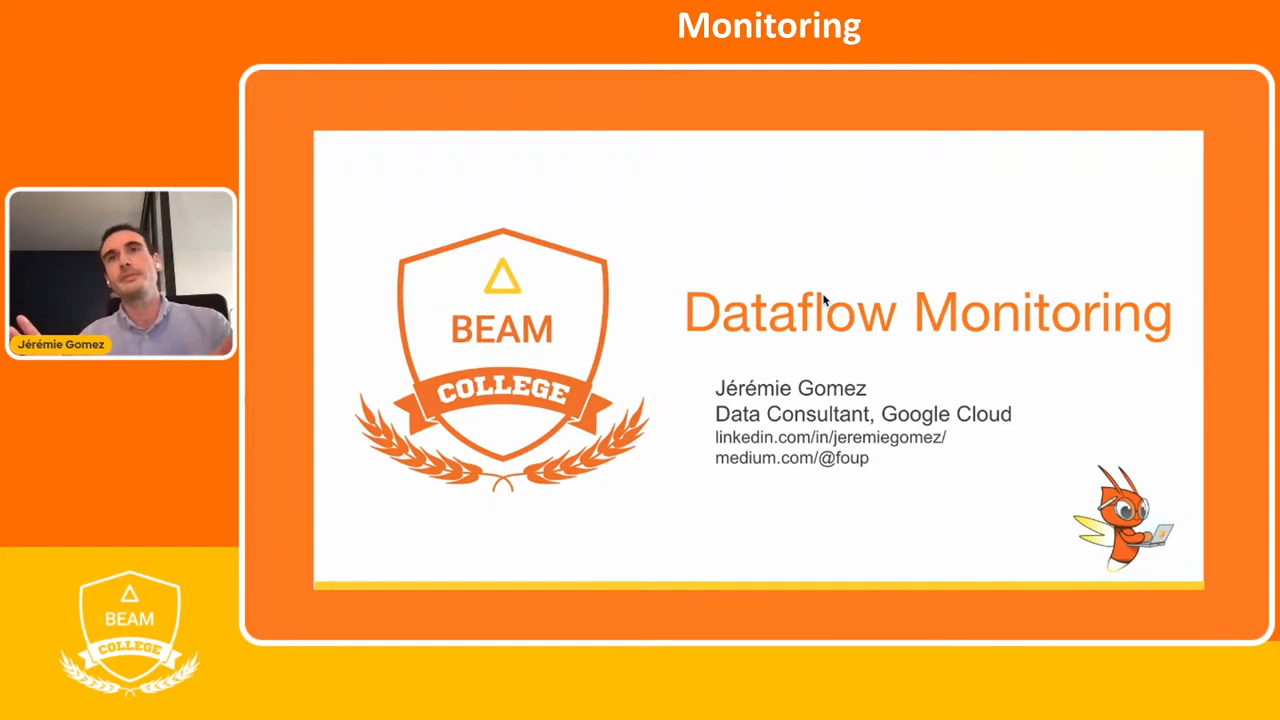 Monitoring
Jérémie Gomez
BEAM
COLLEGE
Dataflow Monitoring
Jérémie Gomez
Data Consultant, Google Cloud
linkedin.com/in/jeremiegomez/
medium.com/@foup
BEAM
COLLEGE